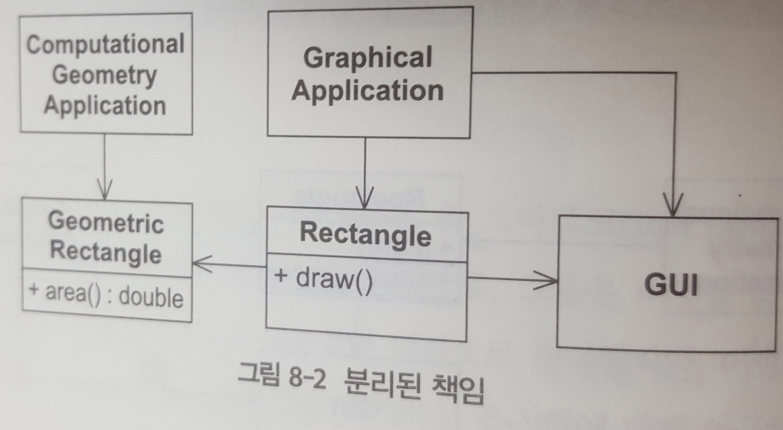 Computational
Geometry
Application
Graphical
Application
Geometric
Rectangle
+ area() : double
Rectangle
+ draw()
GUI
그림 8-2 분리된 책임